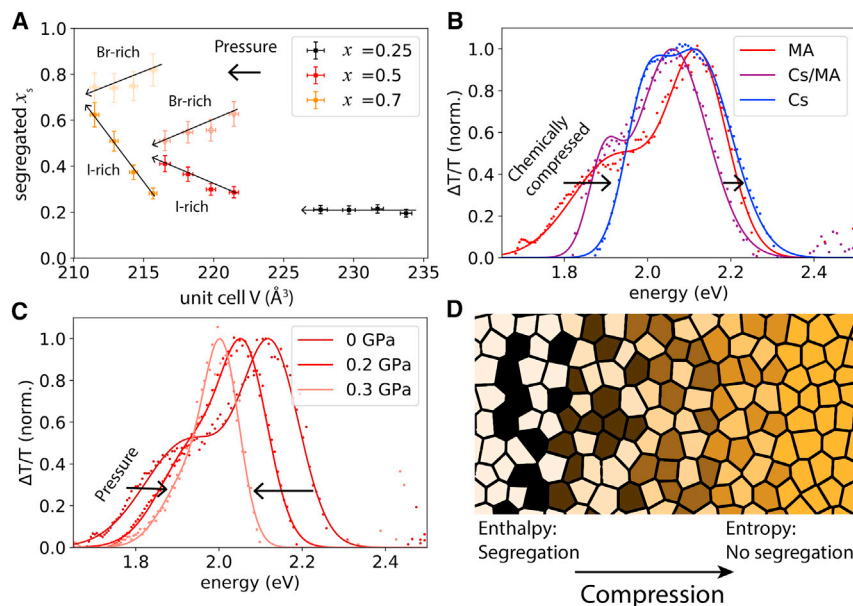 A
segregated xₛ
1.0
0.8
0.6
0.4
0.2
0.0
Br-rich
Pressure
x =0.25
x =0.5
x =0.7
Br-rich
I-rich
I-rich
210 215 220 225 230 235
unit cell V (Å³)
B
ΔT/T (norm.)
1.0
0.8
0.6
0.4
0.2
0.0
MA
Cs/MA
Cs
Chemically
compressed
1.8 2.0 2.2 2.4
energy (eV)
C
ΔT/T (norm.)
1.0
0.8
0.6
0.4
0.2
0.0
0 GPa
0.2 GPa
0.3 GPa
Pressure
1.8 2.0 2.2 2.4
energy (eV)
D
Enthalpy: Entropy:
Segregation No segregation
Compression